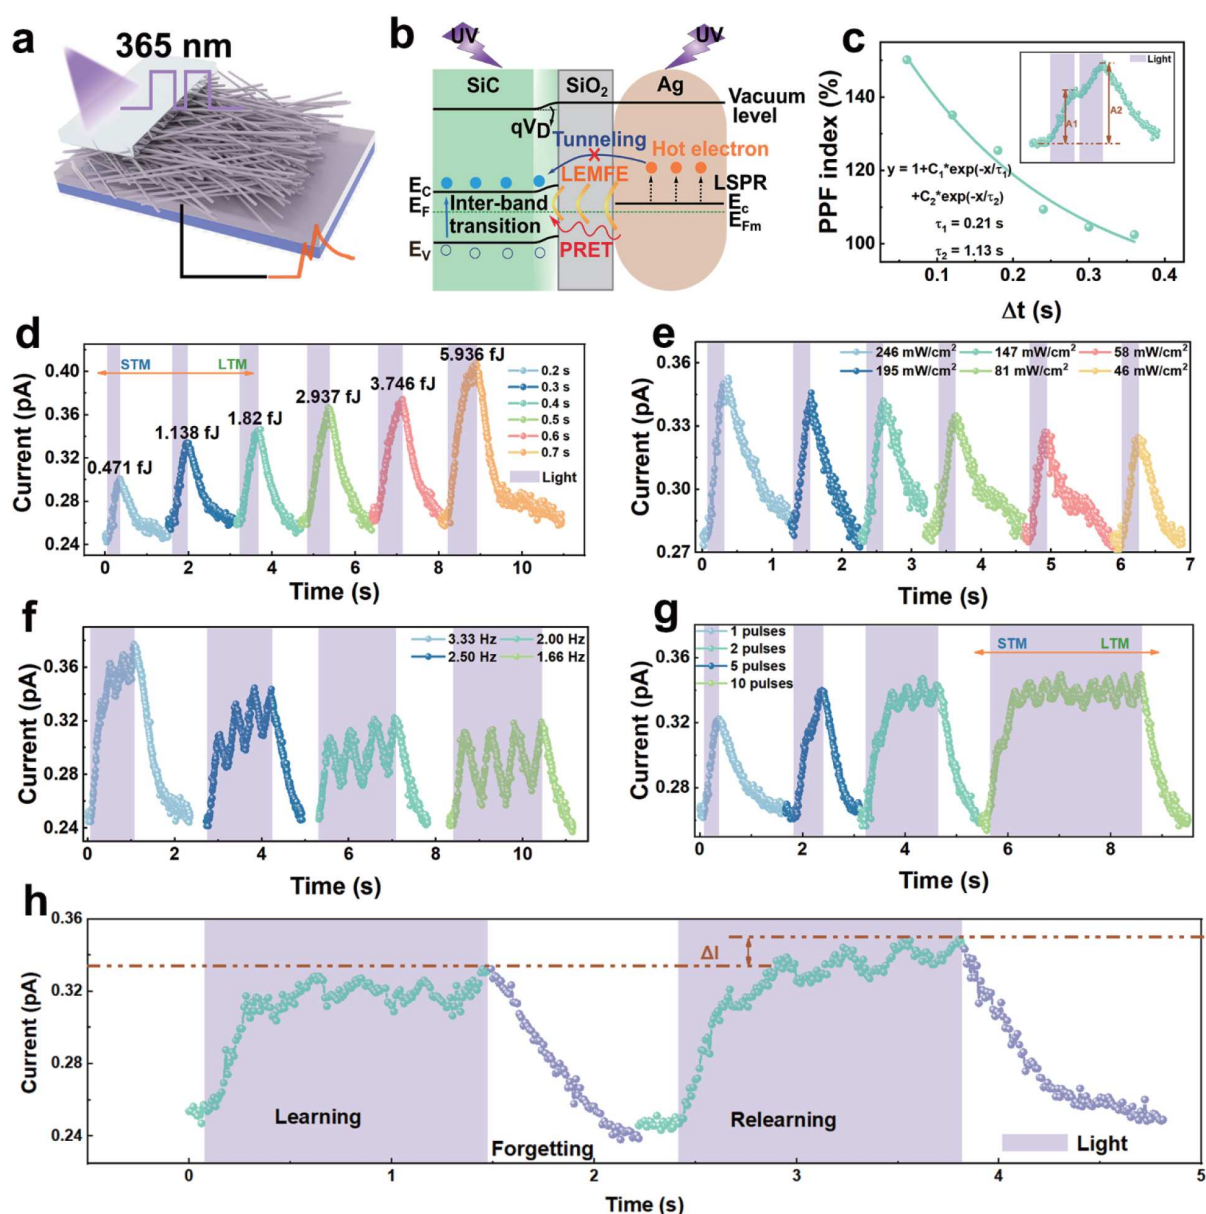 a
365 nm
b
UV
UV
SiC
SiO2
Ag
Vacuum
level
qVD
Tunneling
Hot electron
LEMFE
LSPR
EC
EF
Inter-band
transition
Ec
EFm
PRET
EV
c
PPF index (%)
140
120
100
0.1 0.2 0.3 0.4
Δt (s)
Light
A1
A2
y = 1+C1*exp(-x/τ1)
+C2*exp(-x/τ2)
τ1 = 0.21 s
τ2 = 1.13 s
d
Current (pA)
0.40
0.36
0.32
0.28
0.24
0 2 4 6 8 10
Time (s)
STM
LTM
0.471 fJ
1.138 fJ
1.82 fJ
2.937 fJ
3.746 fJ
5.936 fJ
0.2 s
0.3 s
0.4 s
0.5 s
0.6 s
0.7 s
Light
e
Current (pA)
0.36
0.33
0.30
0.27
0 1 2 3 4 5 6 7
Time (s)
246 mW/cm2 147 mW/cm2 58 mW/cm2
195 mW/cm2 81 mW/cm2 46 mW/cm2
f
Current (pA)
0.36
0.32
0.28
0.24
0 2 4 6 8 10
Time (s)
3.33 Hz 2.00 Hz
2.50 Hz 1.66 Hz
g
Current (pA)
0.36
0.32
0.28
0 2 4 6 8
Time (s)
1 pulses
2 pulses
5 pulses
10 pulses
STM
LTM
h
Current (pA)
0.36
0.32
0.28
0.24
0 1 2 3 4 5
Time (s)
ΔI
Learning
Forgetting
Relearning
Light